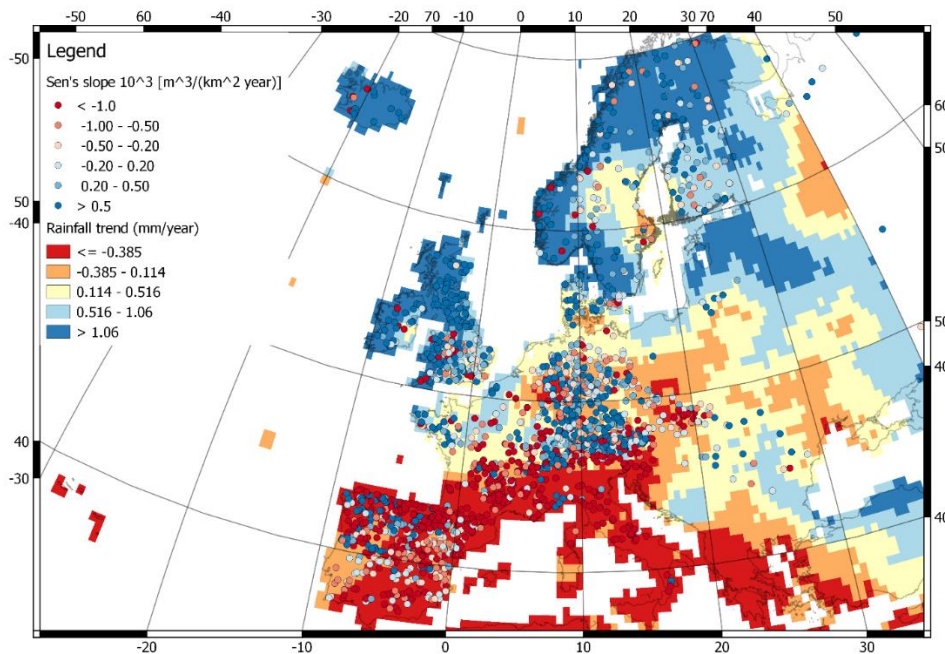 -50 -40 -30 -20 70 -10 0 10 20 30 70 40 50
Legend
Sen's slope 10^3 [m^3/(km^2 year)]
< -1.0
-1.00 - -0.50
-0.50 - -0.20
-0.20 - 0.20
0.20 - 0.50
> 0.5
Rainfall trend (mm/year)
<= -0.385
-0.385 - 0.114
0.114 - 0.516
0.516 - 1.06
> 1.06
-50
50
-40
40
-30
60
50
50
40
40
-20 -10 0 10 20 30